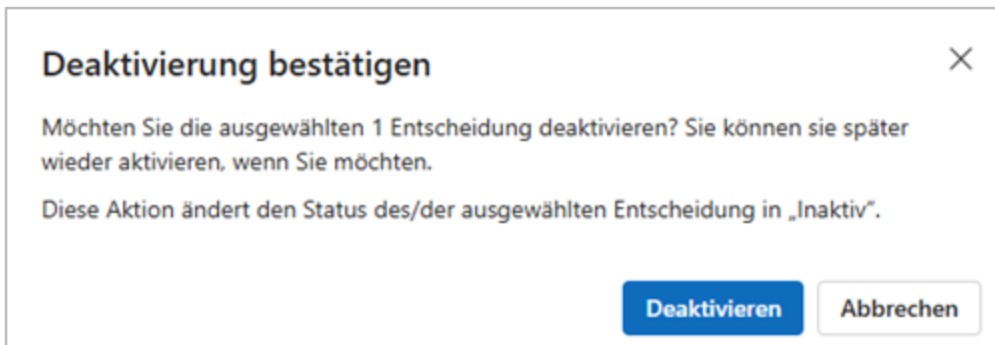 Deaktivierung bestätigen
Möchten Sie die ausgewählten 1 Entscheidung deaktivieren? Sie können sie später
wieder aktivieren, wenn Sie möchten.
Diese Aktion ändert den Status des/der ausgewählten Entscheidung in „Inaktiv“.
Deaktivieren
Abbrechen